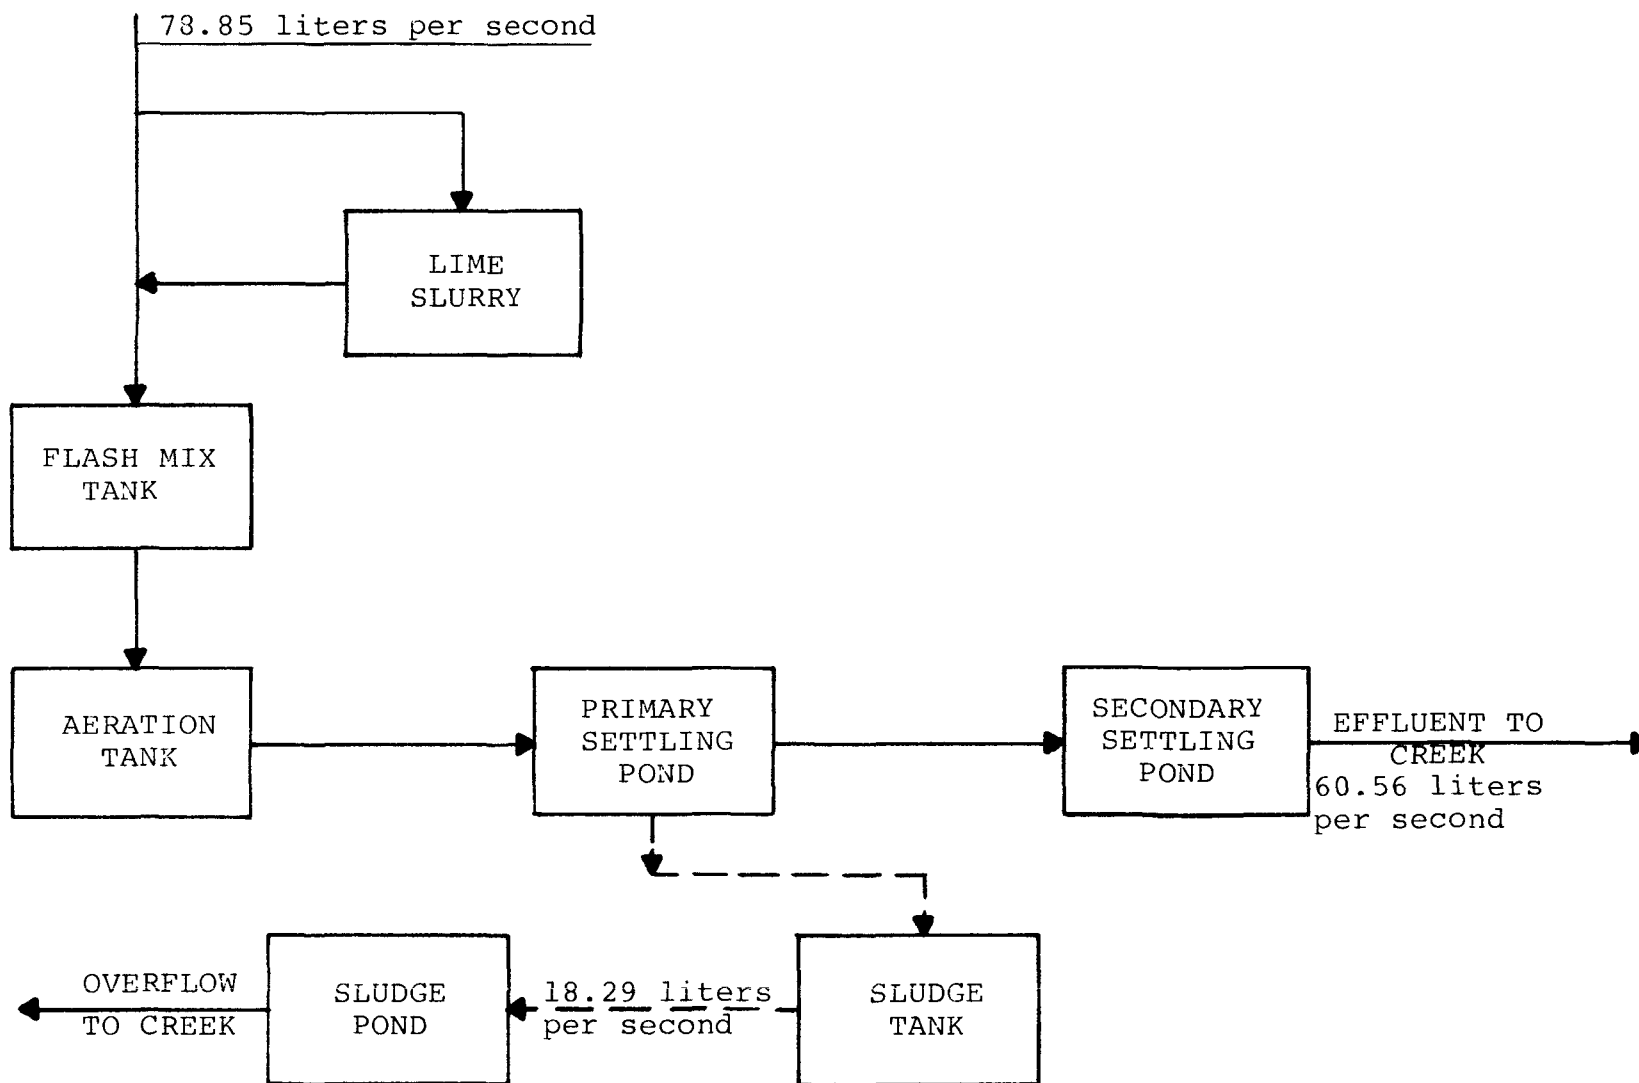 78.85 liters per second
LIME
SLURRY
FLASH MIX
TANK
AERATION
TANK
PRIMARY
SETTLING
POND
SECONDARY
SETTLING
POND
EFFLUENT TO
CREEK
60.56 liters
per second
OVERFLOW
TO CREEK
SLUDGE
POND
18.29 liters
per second
SLUDGE
TANK